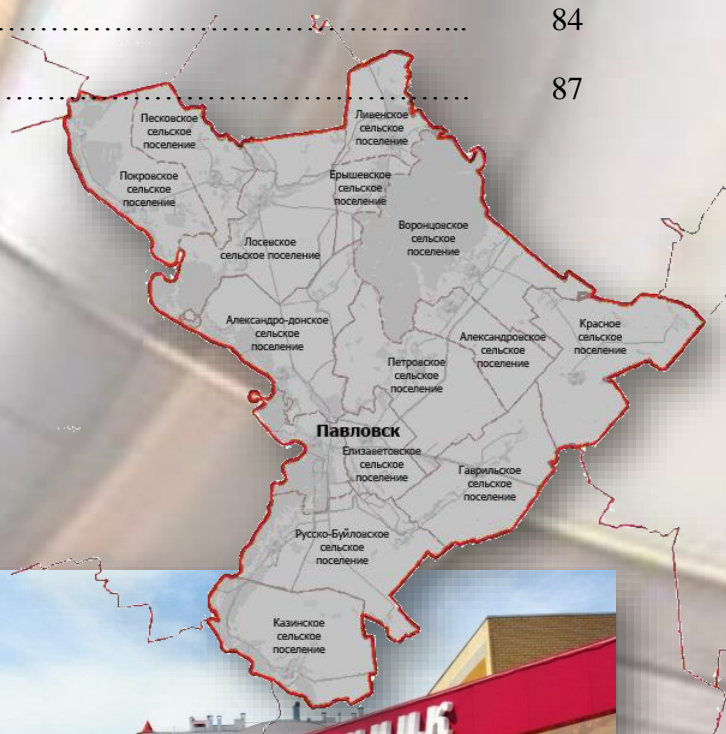 84
87
Песковское
сельское
поселение
Ливенское
сельское
поселение
Покровское
сельское
поселение
Ерышевское
сельское
поселение
Воронцовское
сельское
поселение
Лосевское
сельское поселение
Александро-донское
сельское
поселение
Красное
сельское
поселение
Александровское
сельское
поселение
Петровское
сельское
поселение
Павловск
Елизаветовское
сельское
поселение
Гаврильское
сельское
поселение
Русско-Буйловское
сельское
поселение
Казинское
сельское
поселение